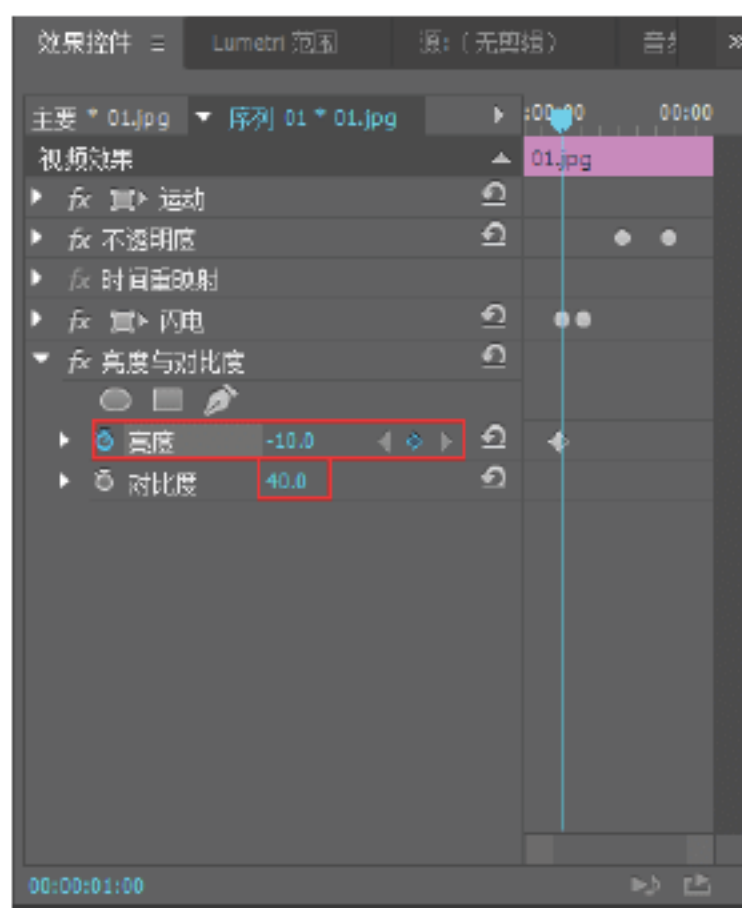 效果控件 Lumetri 范围 源:（无剪辑） 音频
主要 * 01.jpg 序列 01 * 01.jpg :00:00 00:00
视频效果 01.jpg
fx 运动
fx 不透明度
fx 时间重映射
fx 闪电
fx 亮度与对比度
亮度 -10.0
对比度 40.0
00:00:01:00